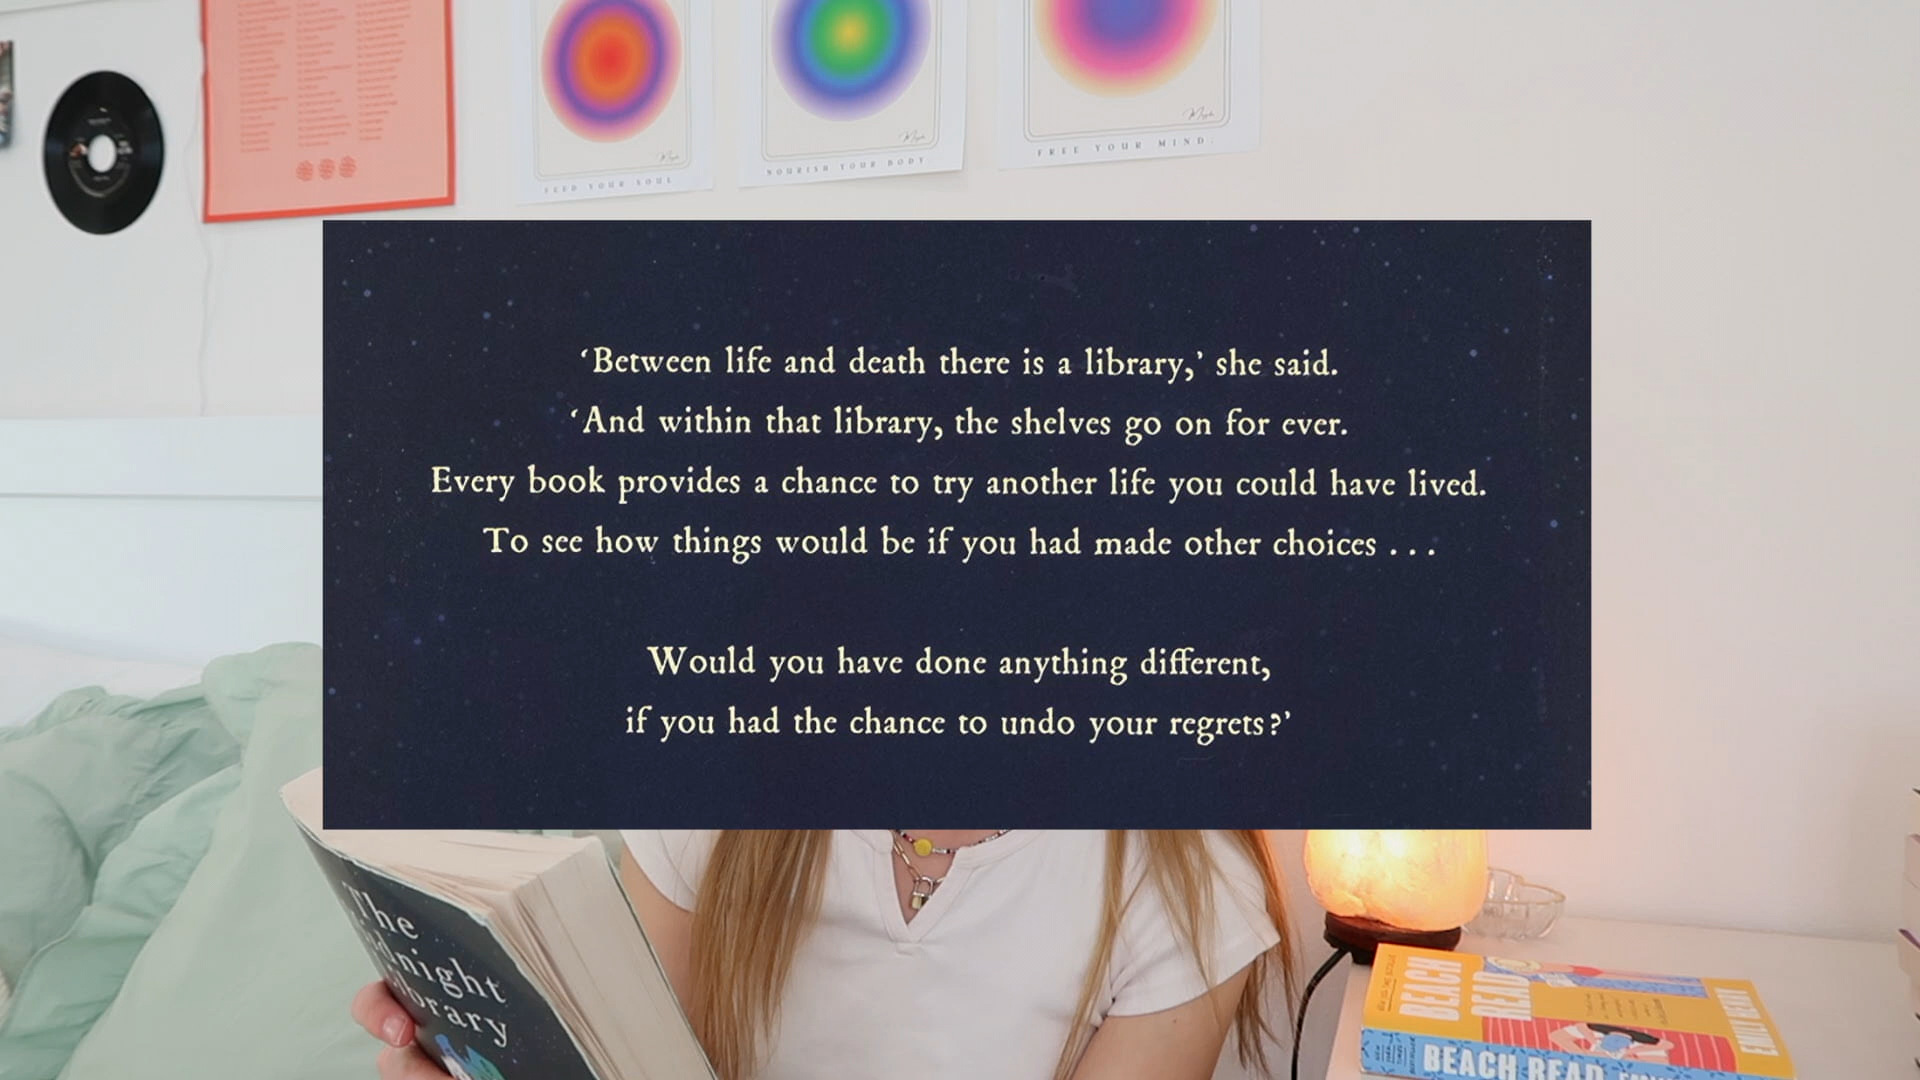 FEED YOUR SOUL
NOURISH YOUR BODY
FREE YOUR MIND.
‘Between life and death there is a library,’ she said.
‘And within that library, the shelves go on for ever.
Every book provides a chance to try another life you could have lived.
To see how things would be if you had made other choices . . .
Would you have done anything different,
if you had the chance to undo your regrets?’
The
dnight
brary
BEACH
READ
EMILY HENRY
BEACH READ